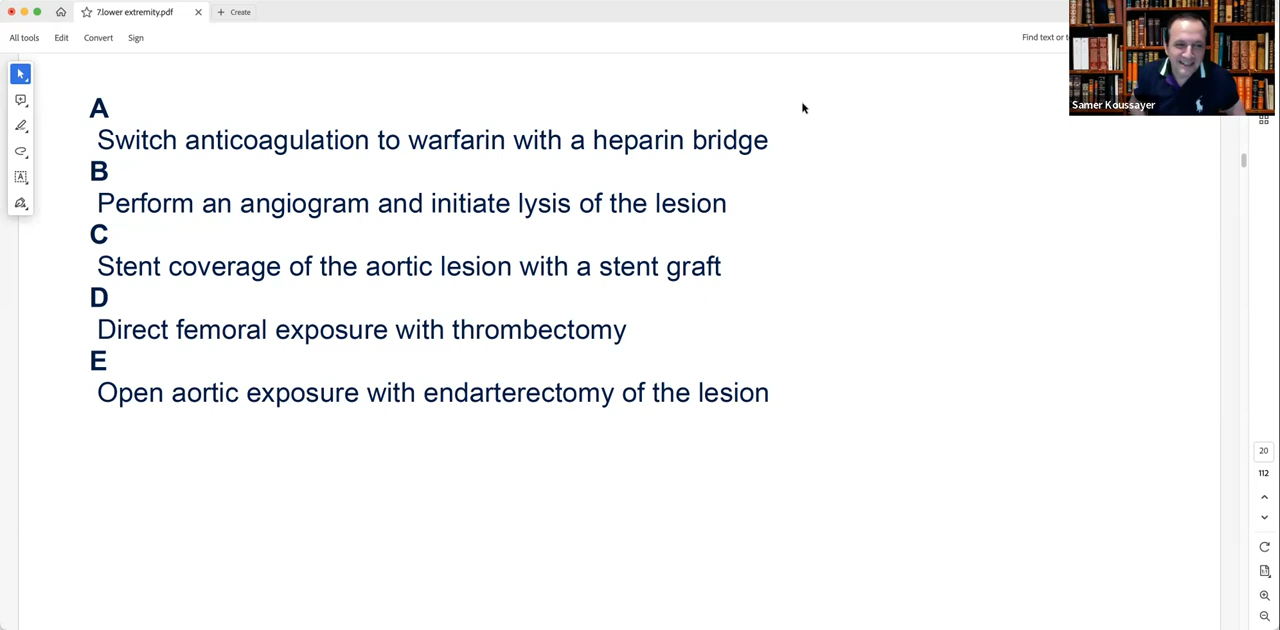 7.lower extremity.pdf
Create
All tools
Edit
Convert
Sign
Find text or t
Samer Koussayer
A
Switch anticoagulation to warfarin with a heparin bridge
B
Perform an angiogram and initiate lysis of the lesion
C
Stent coverage of the aortic lesion with a stent graft
D
Direct femoral exposure with thrombectomy
E
Open aortic exposure with endarterectomy of the lesion
20
112